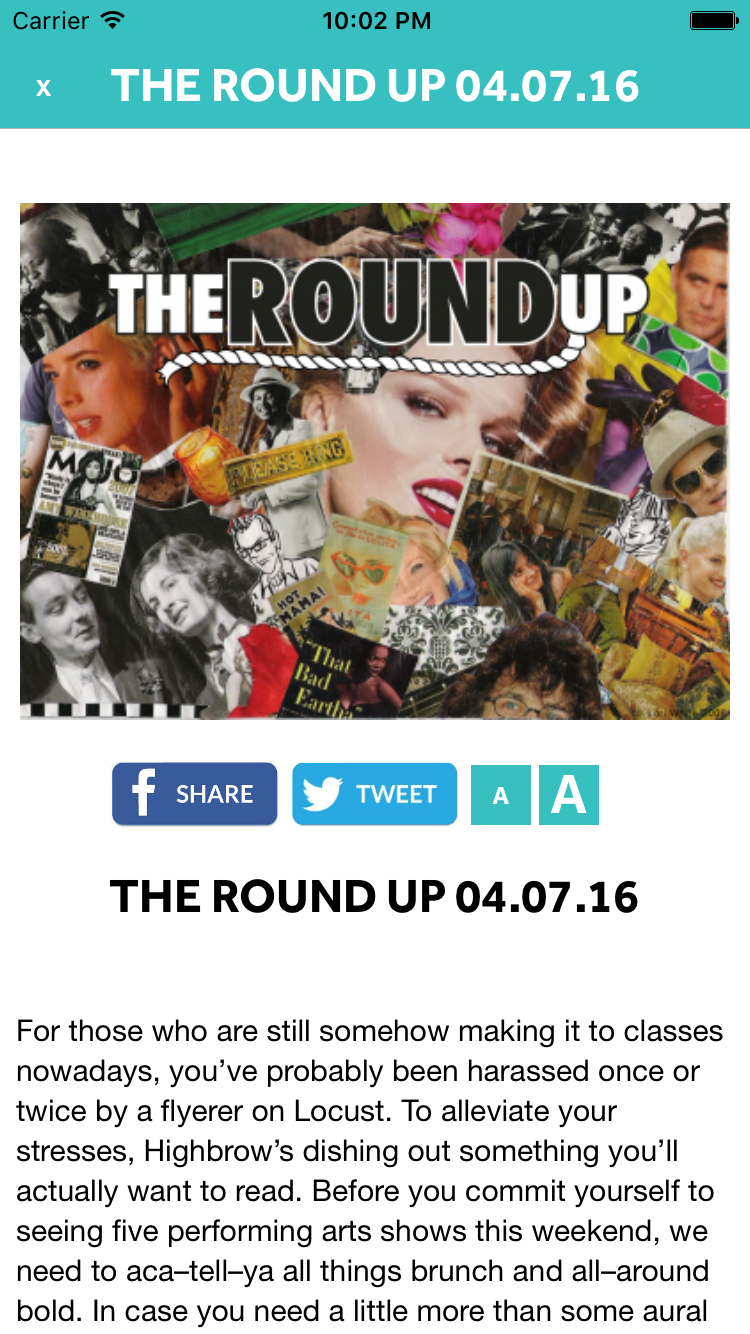 Carrier 10:02 PM
x THE ROUND UP 04.07.16
THE ROUND UP
PLEASE RING
MOJO
AMY WINEHOUSE
LOLITA
HOT
MAMA!
"That
Bad
Eartha
SHARE TWEET A A
THE ROUND UP 04.07.16
For those who are still somehow making it to classes
nowadays, you’ve probably been harassed once or
twice by a flyerer on Locust. To alleviate your
stresses, Highbrow’s dishing out something you’ll
actually want to read. Before you commit yourself to
seeing five performing arts shows this weekend, we
need to aca–tell–ya all things brunch and all–around
bold. In case you need a little more than some aural